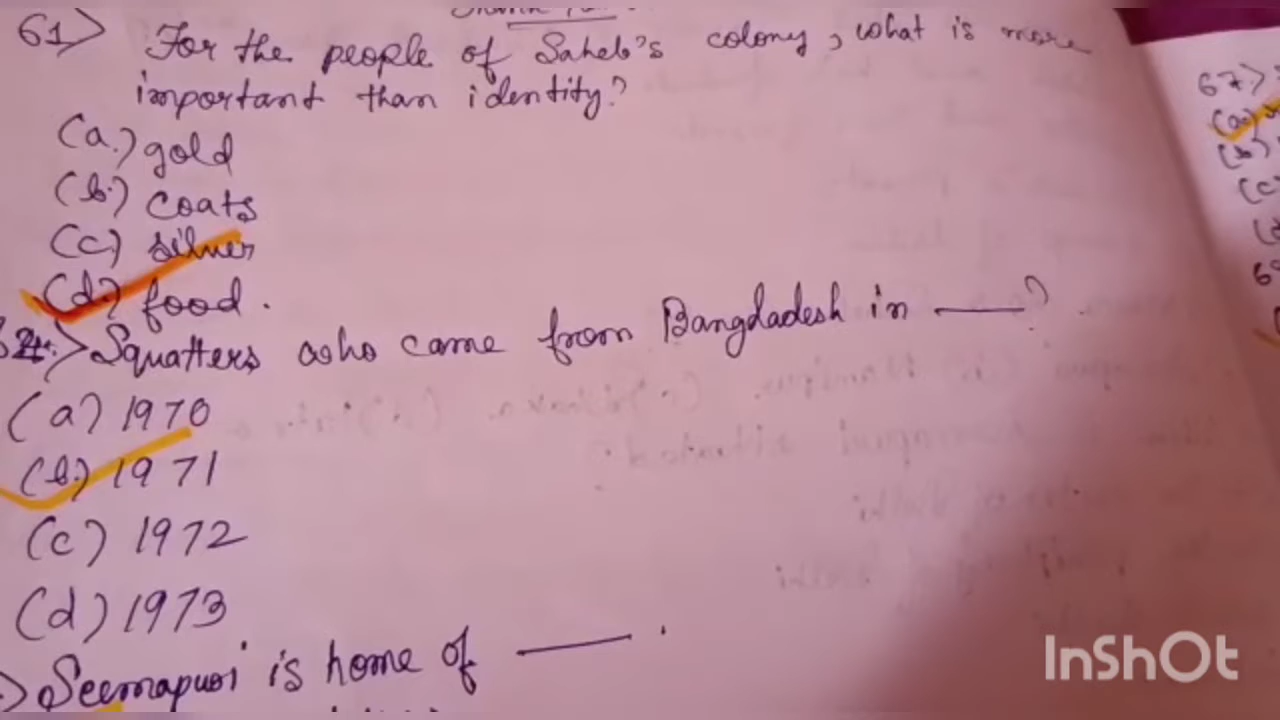 61) For the people of Saheb's colony, what is more
important than identity?
(a.) gold
(b.) coats
(c) silver
(d.) food.
Squatters who came from Bangladesh in —?
(a) 1970
(b.) 1971
(c) 1972
(d) 1973
Seemapuri is home of — .
67)
(a)
(b)
(c
InShOt